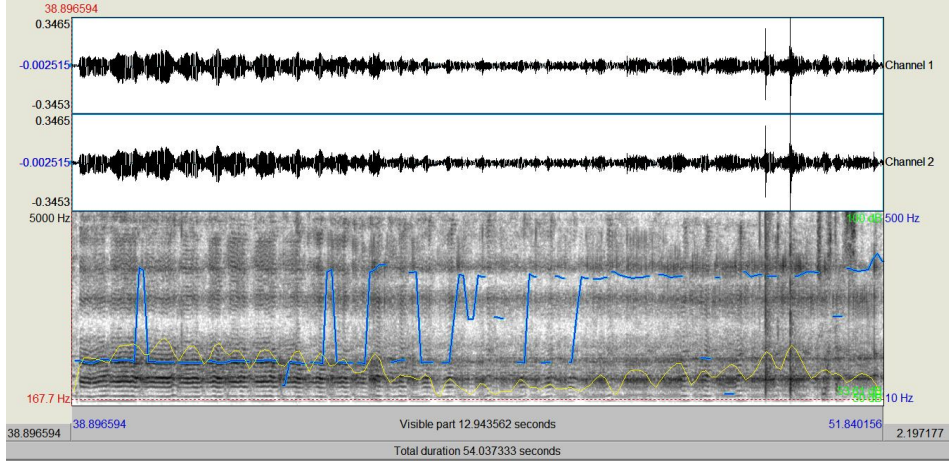 38.896594
0.3465
-0.002515
Channel 1
-0.3453
0.3465
-0.002515
Channel 2
-0.3453
5000 Hz
100 dB
500 Hz
167.7 Hz
10 Hz
38.896594
38.896594
Visible part 12.943562 seconds
51.840156
2.197177
Total duration 54.037333 seconds